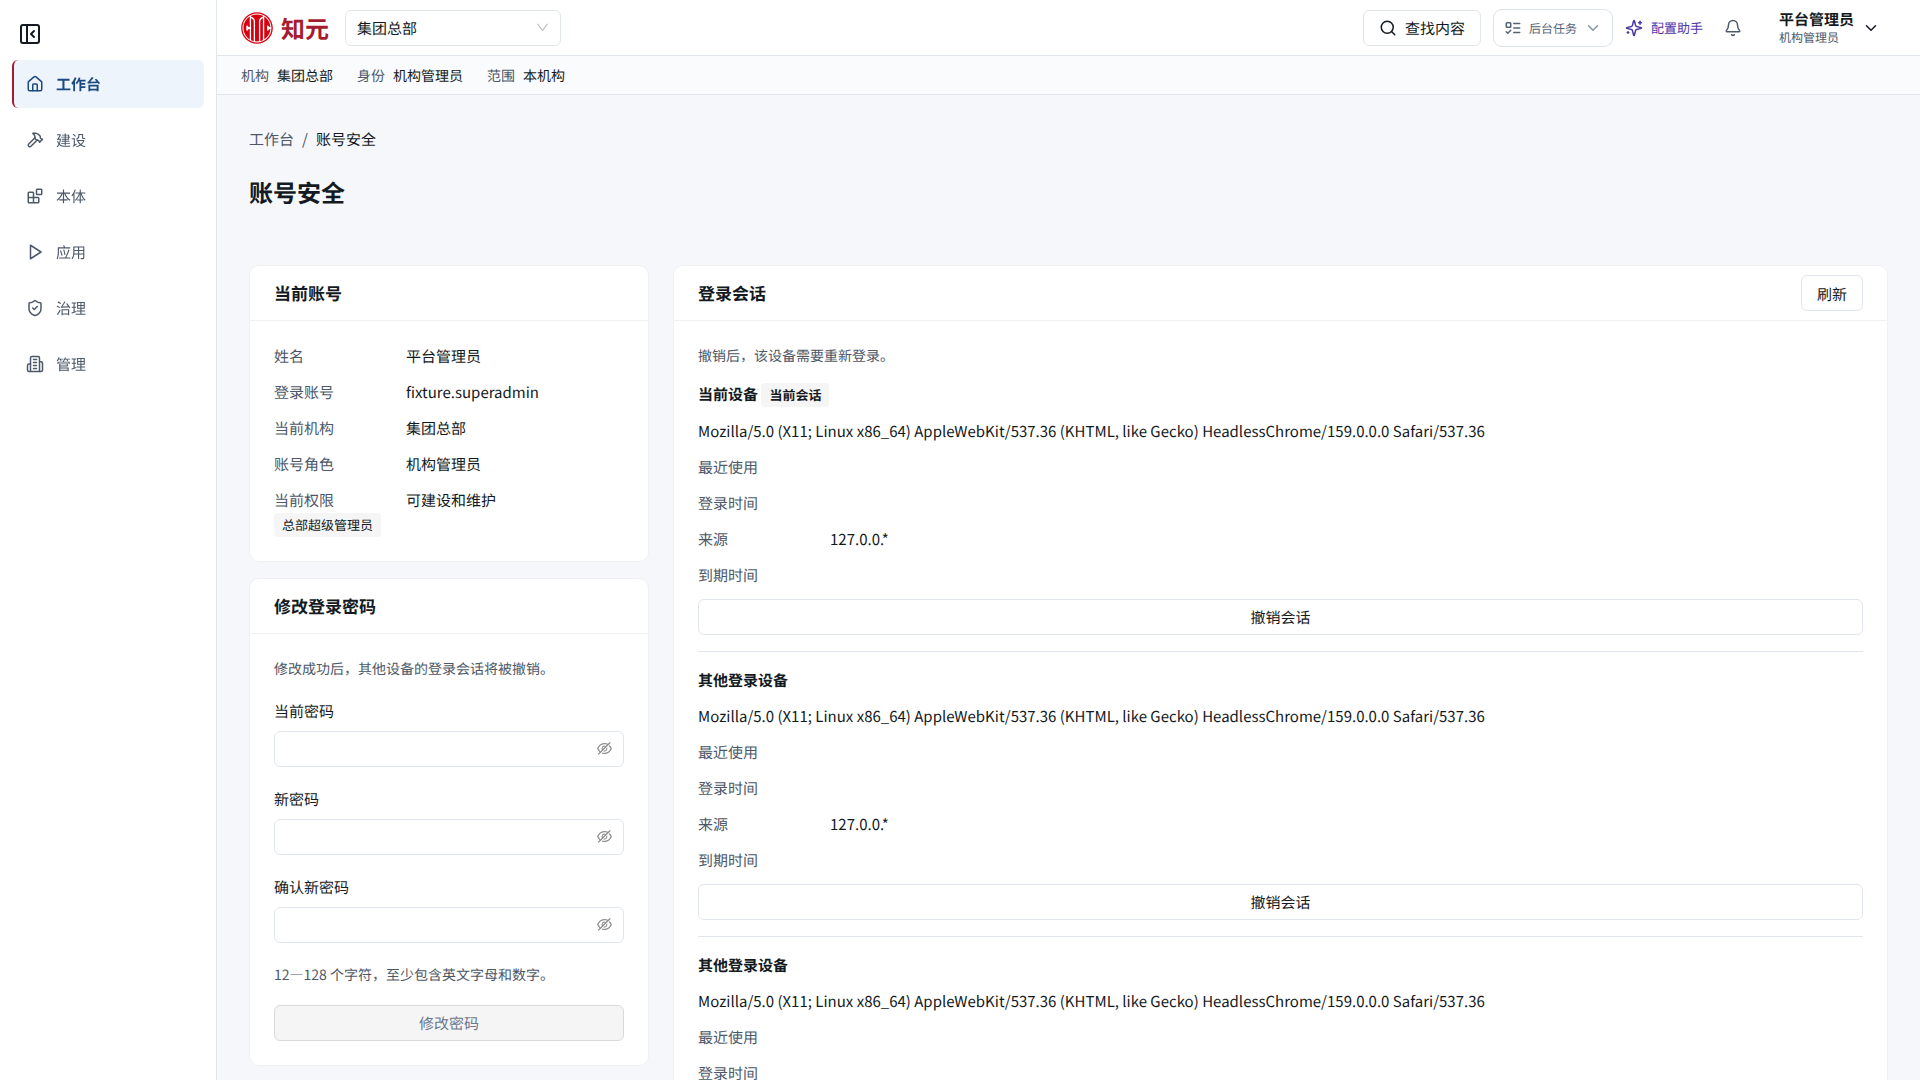 知元
集团总部
查找内容
后台任务
配置助手
平台管理员
机构管理员
机构 集团总部 身份 机构管理员 范围 本机构
工作台
建设
本体
应用
治理
管理
工作台 / 账号安全
账号安全
当前账号
姓名 平台管理员
登录账号 fixture.superadmin
当前机构 集团总部
账号角色 机构管理员
当前权限 可建设和维护
总部超级管理员
修改登录密码
修改成功后，其他设备的登录会话将被撤销。
当前密码
新密码
确认新密码
12—128 个字符，至少包含英文字母和数字。
修改密码
登录会话
刷新
撤销后，该设备需要重新登录。
当前设备 当前会话
Mozilla/5.0 (X11; Linux x86_64) AppleWebKit/537.36 (KHTML, like Gecko) HeadlessChrome/159.0.0.0 Safari/537.36
最近使用
登录时间
来源 127.0.0.*
到期时间
撤销会话
其他登录设备
Mozilla/5.0 (X11; Linux x86_64) AppleWebKit/537.36 (KHTML, like Gecko) HeadlessChrome/159.0.0.0 Safari/537.36
最近使用
登录时间
来源 127.0.0.*
到期时间
撤销会话
其他登录设备
Mozilla/5.0 (X11; Linux x86_64) AppleWebKit/537.36 (KHTML, like Gecko) HeadlessChrome/159.0.0.0 Safari/537.36
最近使用
登录时间